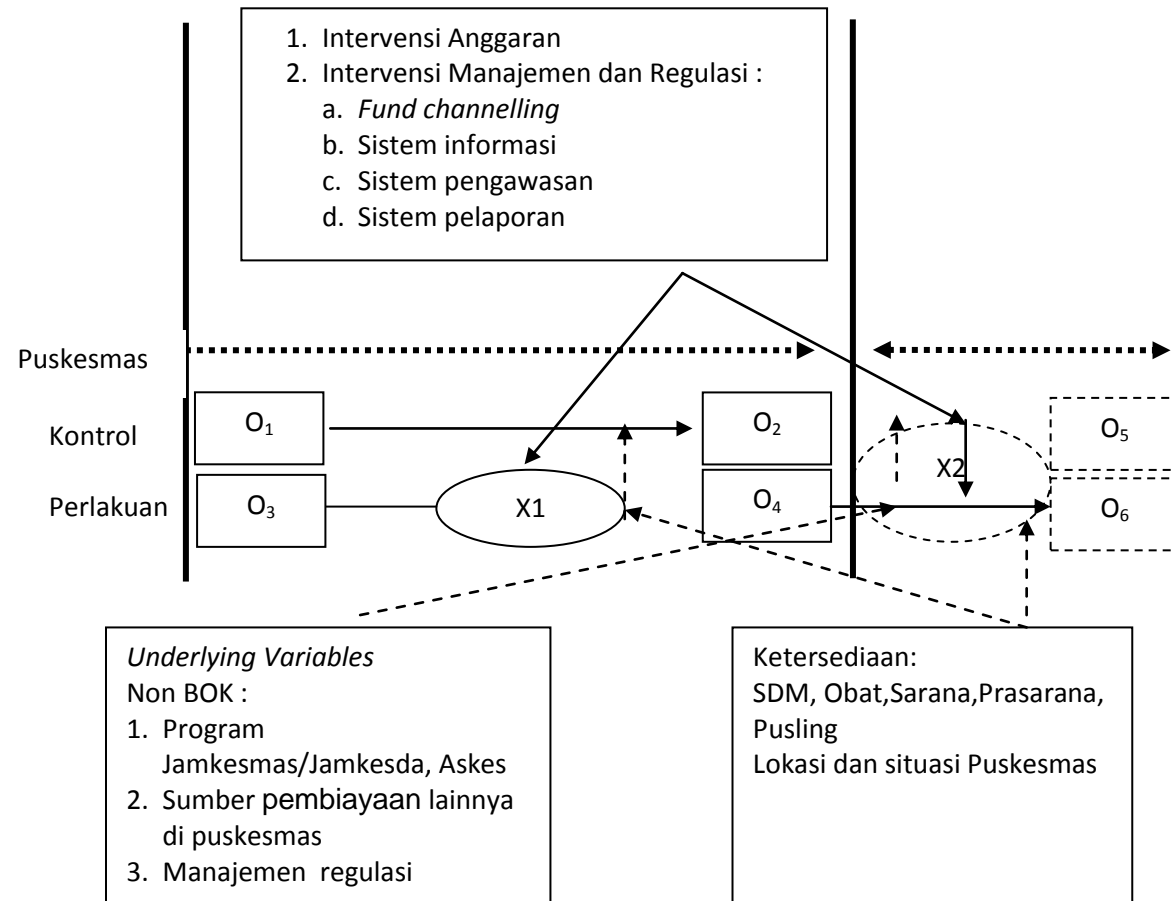 1. Intervensi Anggaran
2. Intervensi Manajemen dan Regulasi :
a. Fund channelling
b. Sistem informasi
c. Sistem pengawasan
d. Sistem pelaporan
Puskesmas
Kontrol
O₁
O₂
O₅
Perlakuan
O₃
X1
O₄
X2
O₆
Underlying Variables
Non BOK :
1. Program
Jamkesmas/Jamkesda, Askes
2. Sumber pembiayaan lainnya
di puskesmas
3. Manajemen regulasi
Ketersediaan:
SDM, Obat,Sarana,Prasarana,
Pusling
Lokasi dan situasi Puskesmas